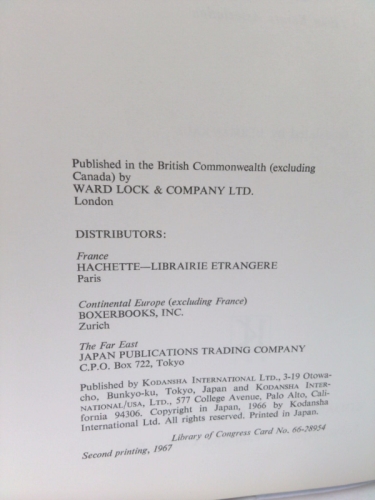 Published in the British Commonwealth (excluding
Canada) by
WARD LOCK & COMPANY LTD.
London
DISTRIBUTORS:
France
HACHETTE—LIBRAIRIE ETRANGERE
Paris
Continental Europe (excluding France)
BOXERBOOKS, INC.
Zurich
The Far East
JAPAN PUBLICATIONS TRADING COMPANY
C.P.O. Box 722, Tokyo
Published by KODANSHA INTERNATIONAL LTD., 3-19 Otowa-
cho, Bunkyo-ku, Tokyo, Japan and KODANSHA INTER-
NATIONAL/USA, LTD., 577 College Avenue, Palo Alto, Cali-
fornia 94306. Copyright in Japan, 1966 by Kodansha
International Ltd. All rights reserved. Printed in Japan.
Library of Congress Card No. 66-28954
Second printing, 1967